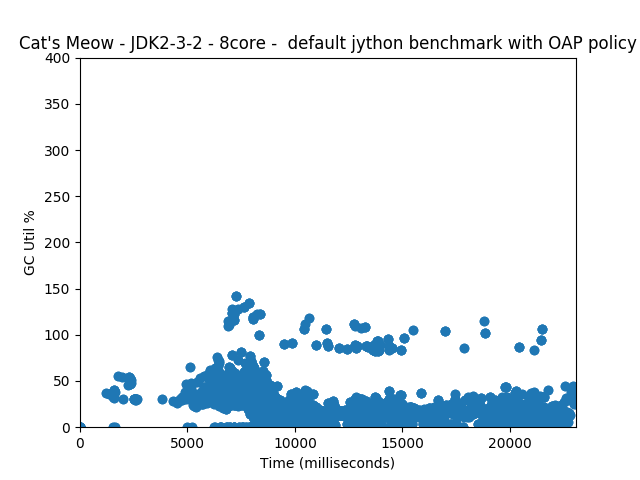 Cat's Meow - JDK2-3-2 - 8core -  default jython benchmark with OAP policy
400
350
300
250
200
150
100
50
0
GC Util %
0 5000 10000 15000 20000
Time (milliseconds)